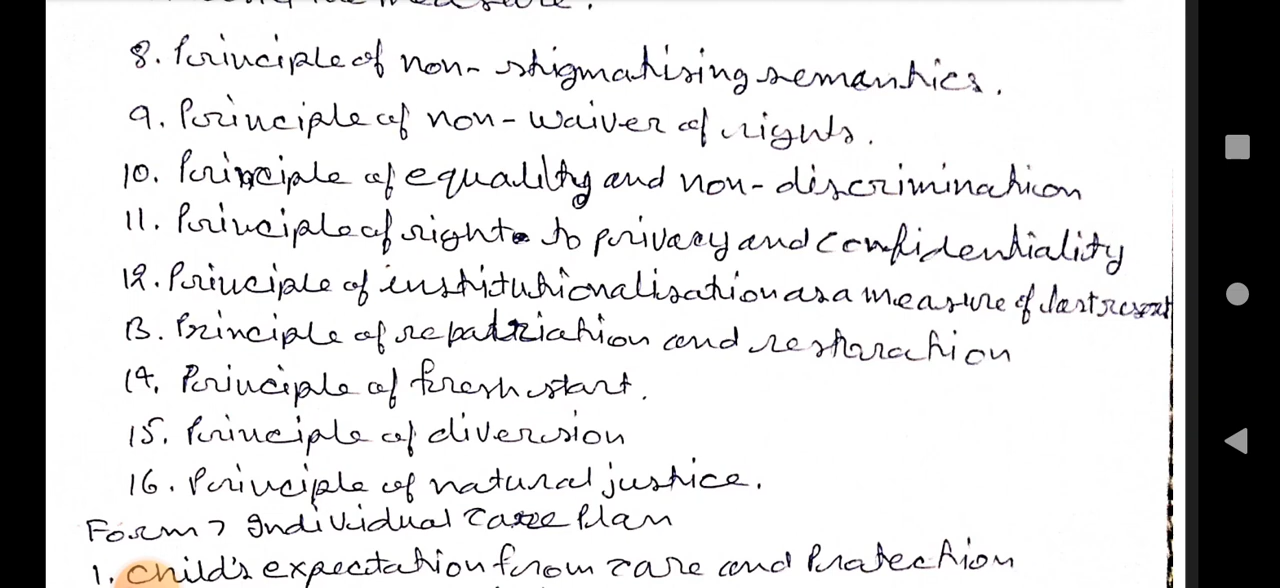 8. Principle of non-stigmatising semantics.
9. Principle of non-waiver of rights.
10. Principle of equality and non-discrimination
11. Principle of right to privacy and confidentiality
12. Principle of institutionalisation as a measure of last resort
13. Principle of repatriation and restoration
14. Principle of fresh start.
15. Principle of diversion
16. Principle of natural justice.
Form 7 Individual Care Plan
1. Child's expectation from care and Protection